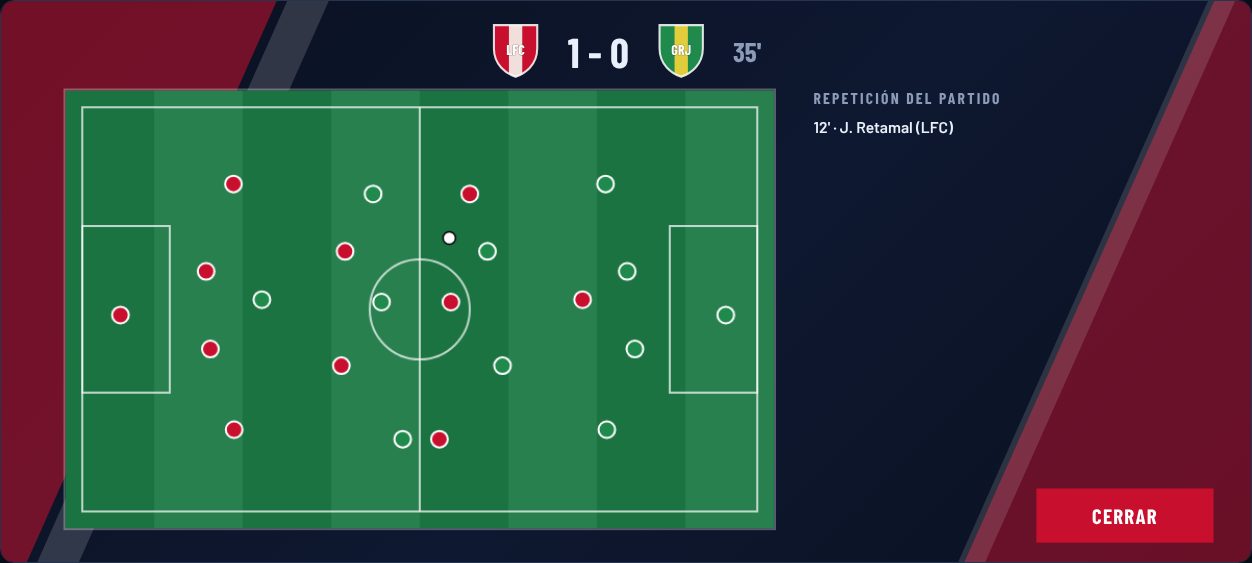 LFC 1 - 0 GRJ 35'
REPETICIÓN DEL PARTIDO
12' · J. Retamal (LFC)
CERRAR